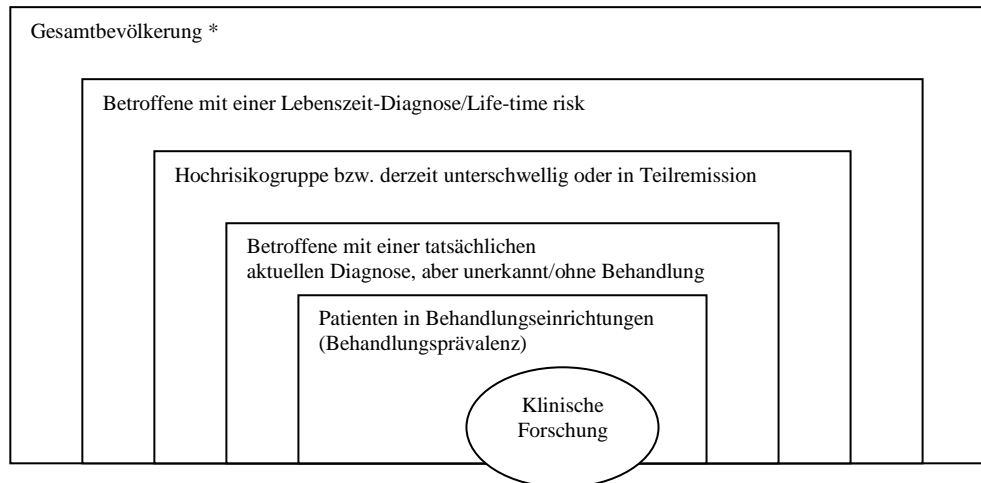 Gesamtbevölkerung *
Betroffene mit einer Lebenszeit-Diagnose/Life-time risk
Hochrisikogruppe bzw. derzeit unterschwellig oder in Teilremission
Betroffene mit einer tatsächlichen
aktuellen Diagnose, aber unerkannt/ohne Behandlung
Patienten in Behandlungseinrichtungen
(Behandlungsprävalenz)
Klinische
Forschung